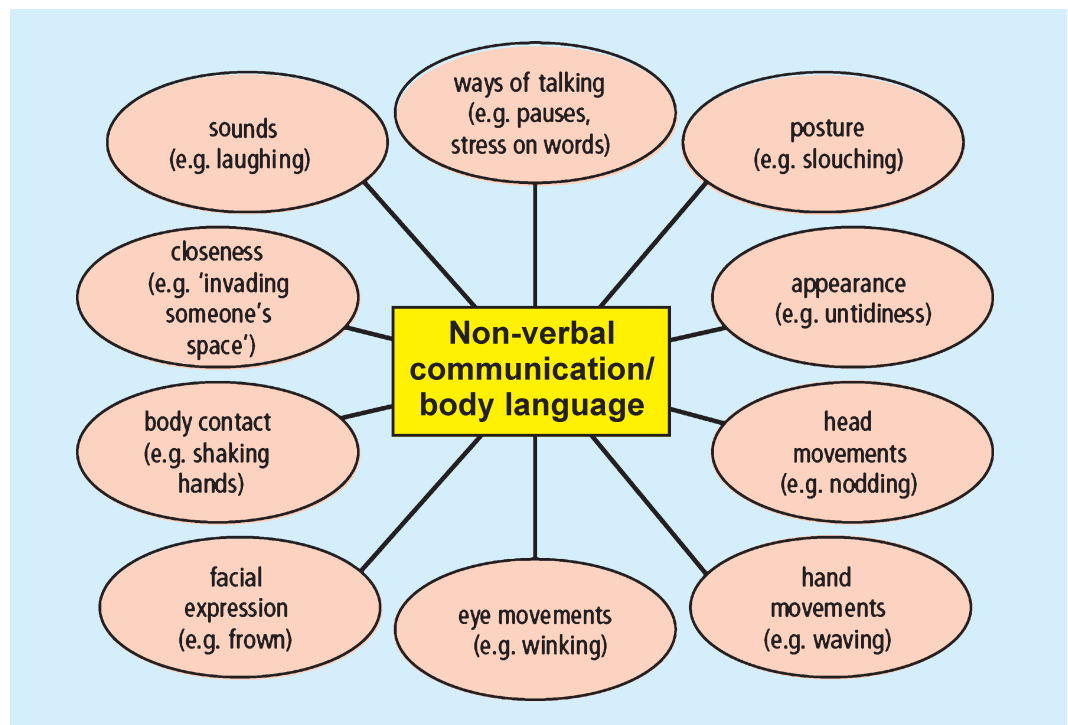 ways of talking
(e.g. pauses,
stress on words)
sounds
(e.g. laughing)
posture
(e.g. slouching)
closeness
(e.g. ‘invading
someone’s
space’)
appearance
(e.g. untidiness)
Non-verbal
communication/
body language
body contact
(e.g. shaking
hands)
head
movements
(e.g. nodding)
facial
expression
(e.g. frown)
eye movements
(e.g. winking)
hand
movements
(e.g. waving)